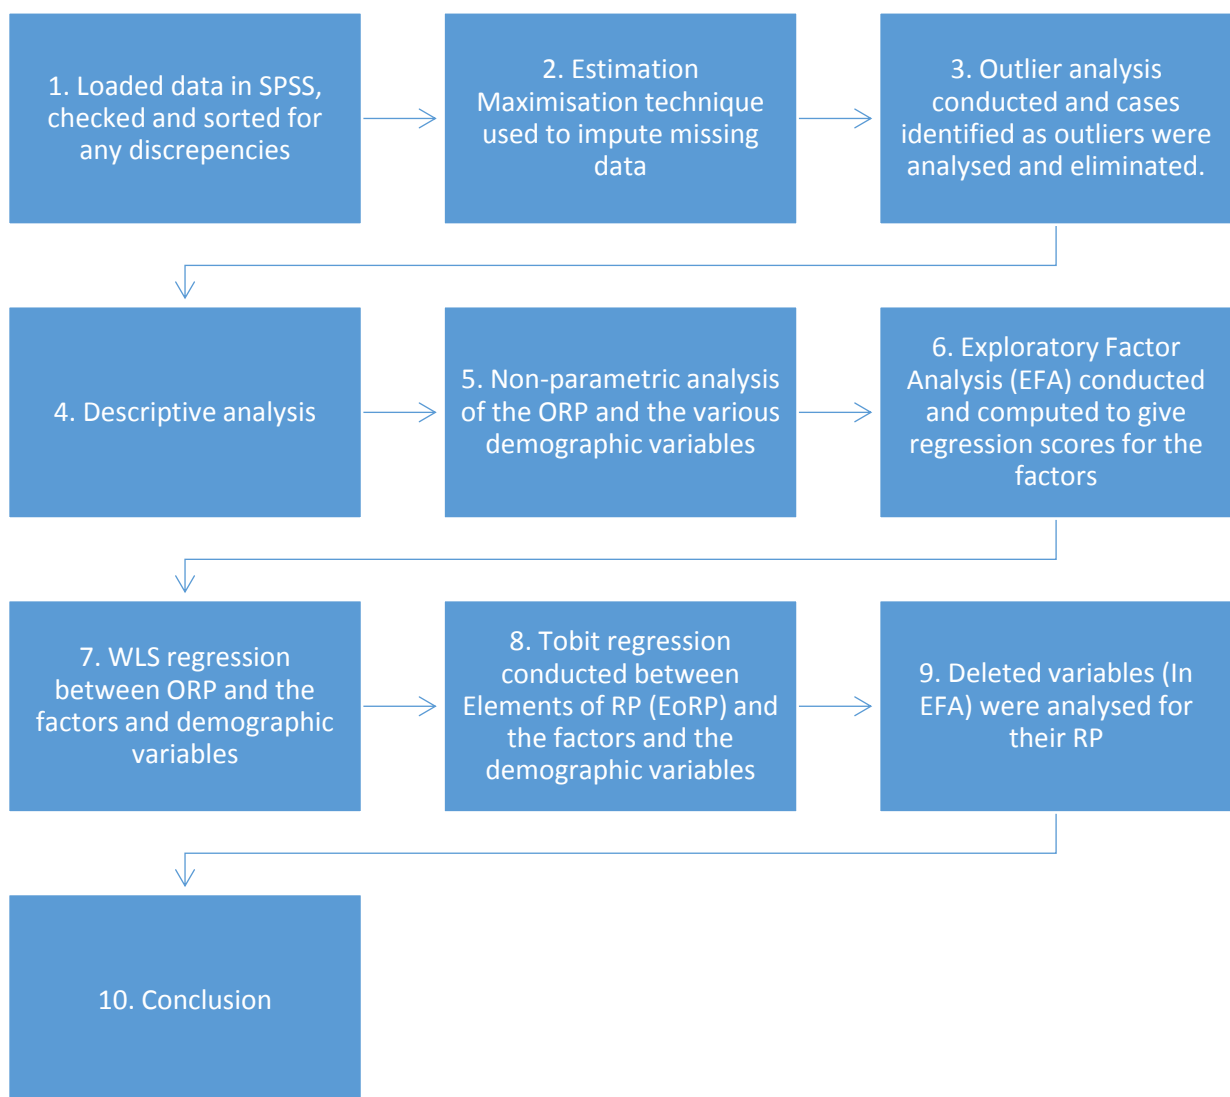 1. Loaded data in SPSS,
checked and sorted for
any discrepencies
2. Estimation
Maximisation technique
used to impute missing
data
3. Outlier analysis
conducted and cases
identified as outliers were
analysed and eliminated.
4. Descriptive analysis
5. Non-parametric analysis
of the ORP and the various
demographic variables
6. Exploratory Factor
Analysis (EFA) conducted
and computed to give
regression scores for the
factors
7. WLS regression
between ORP and the
factors and demographic
variables
8. Tobit regression
conducted between
Elements of RP (EoRP) and
the factors and the
demographic variables
9. Deleted variables (In
EFA) were analysed for
their RP
10. Conclusion